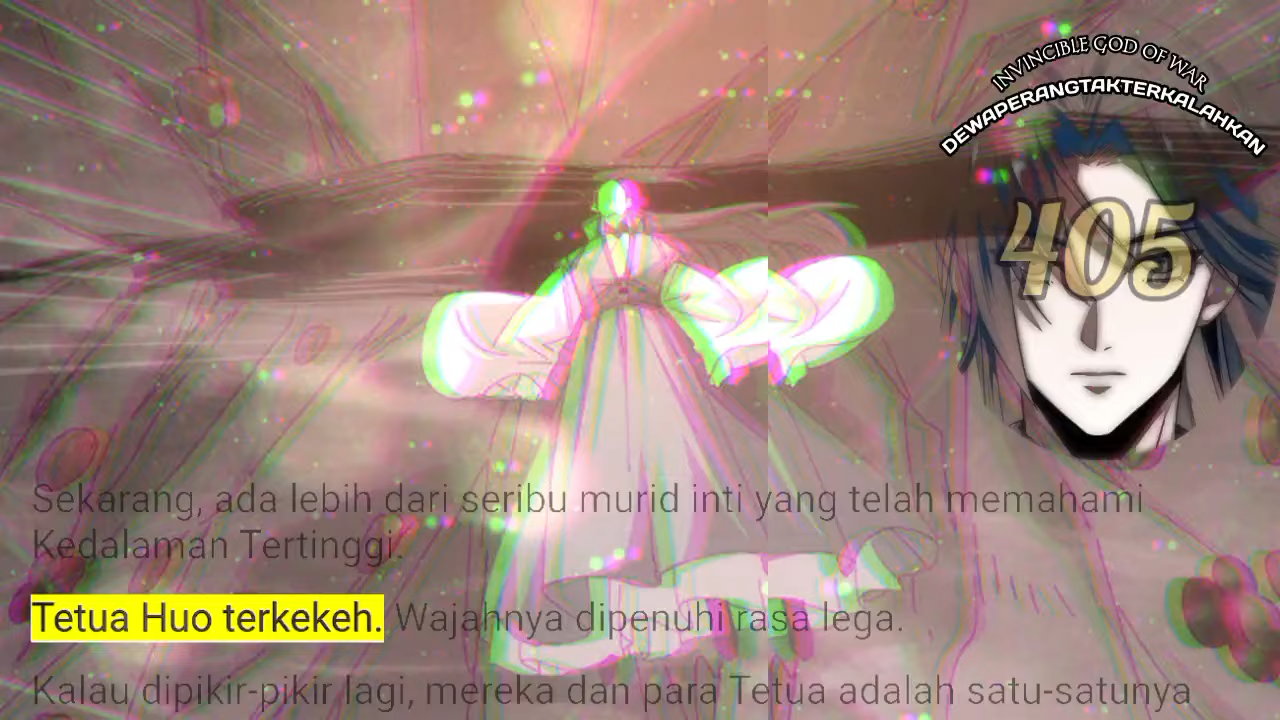 INVINCIBLE GOD OF WAR
DEWAPERANGTAKTERKALAHKAN
405
Sekarang, ada lebih dari seribu murid inti yang telah memahami
Kedalaman Tertinggi.
Tetua Huo terkekeh. Wajahnya dipenuhi rasa lega.
Kalau dipikir-pikir lagi, mereka dan para Tetua adalah satu-satunya